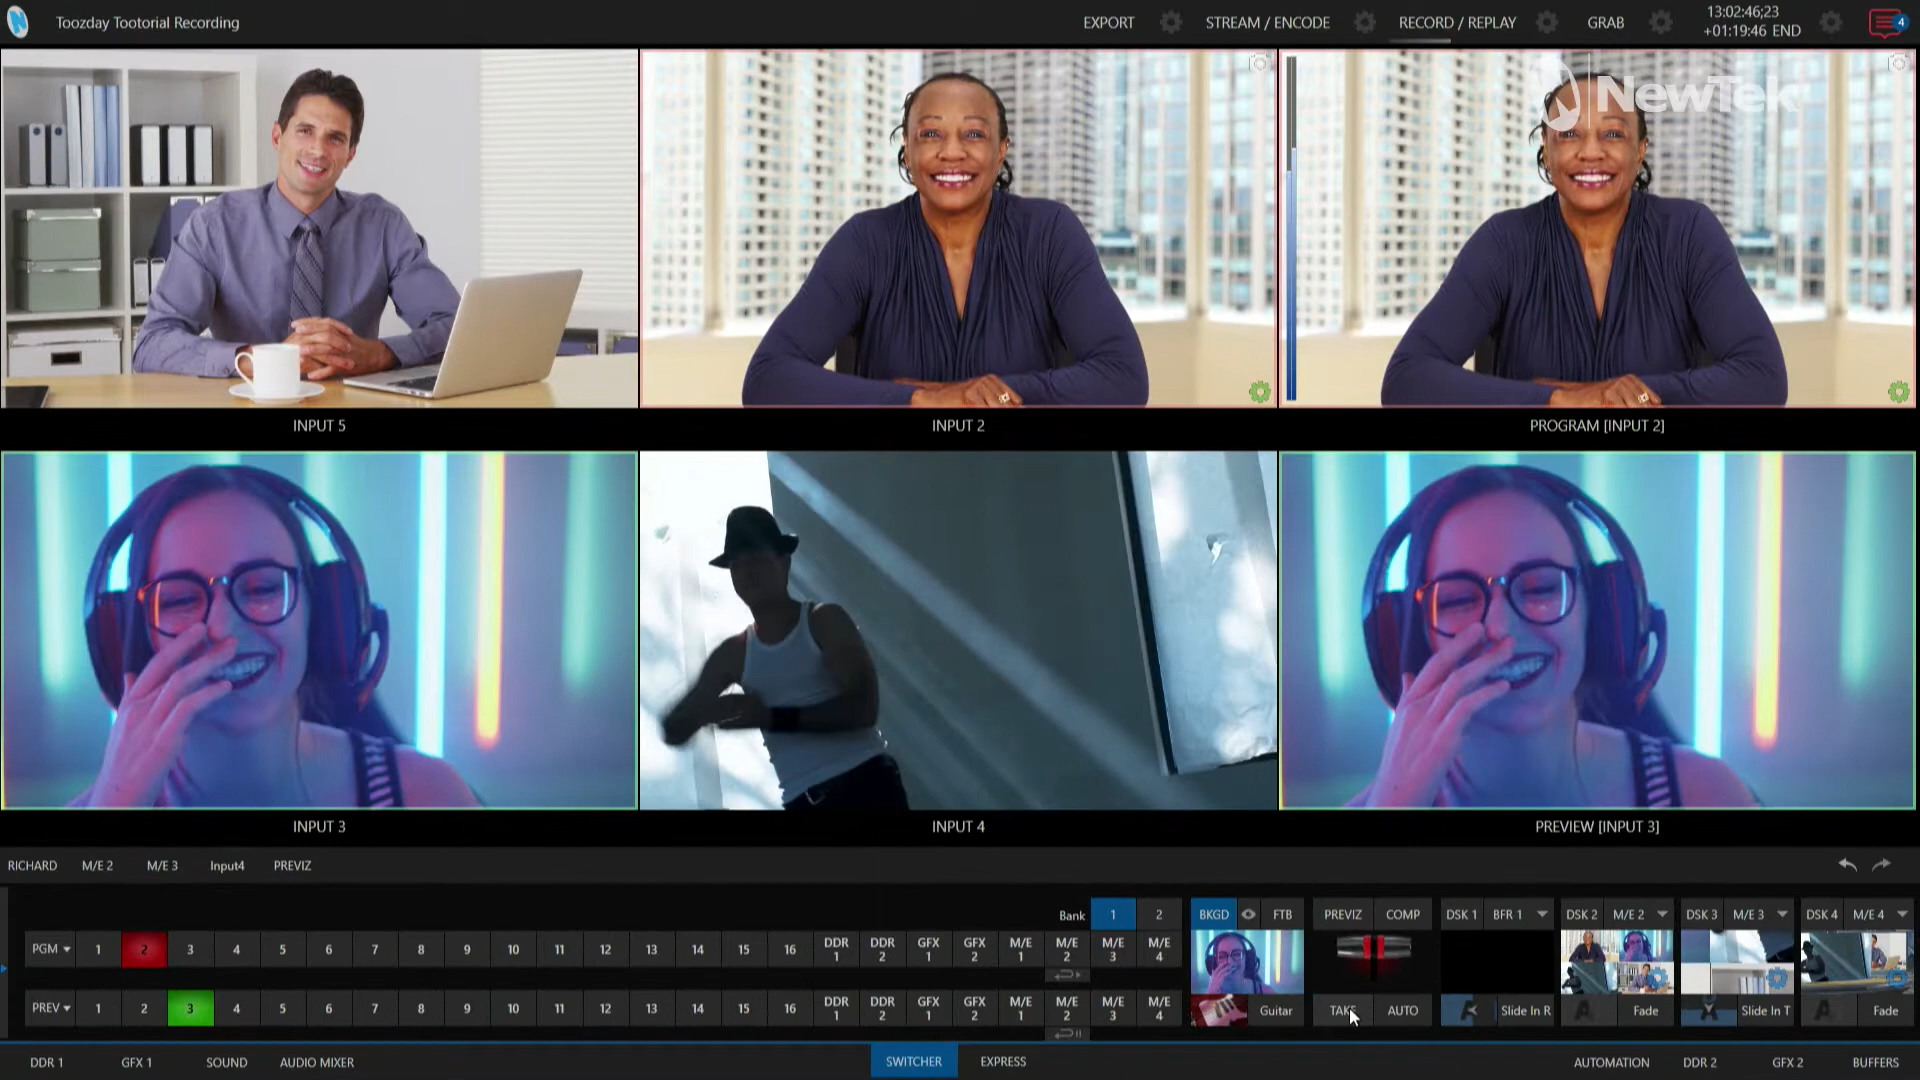 Toozday Tootorial Recording
EXPORT
STREAM / ENCODE
RECORD / REPLAY
GRAB
13:02:46;23
+01:19:46 END
4
NewTek
INPUT 5
INPUT 2
PROGRAM [INPUT 2]
INPUT 3
INPUT 4
PREVIEW [INPUT 3]
RICHARD M/E 2 M/E 3 Input4 PREVIZ
Bank 1 2
BKGD FTB PREVIZ COMP DSK 1 BFR 1 DSK 2 M/E 2 DSK 3 M/E 3 DSK 4 M/E 4
PGM 1 2 3 4 5 6 7 8 9 10 11 12 13 14 15 16 DDR 1 DDR 2 GFX 1 GFX 2 M/E 1 M/E 2 M/E 3 M/E 4
PREV 1 2 3 4 5 6 7 8 9 10 11 12 13 14 15 16 DDR 1 DDR 2 GFX 1 GFX 2 M/E 1 M/E 2 M/E 3 M/E 4
Guitar TAKE AUTO Slide In R Fade Slide In T Fade
DDR 1 GFX 1 SOUND AUDIO MIXER SWITCHER EXPRESS AUTOMATION DDR 2 GFX 2 BUFFERS